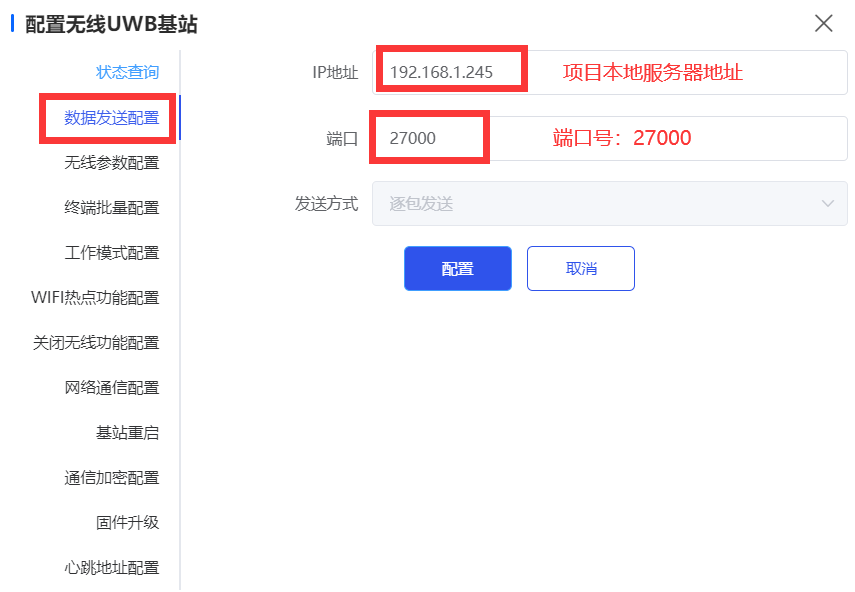 配置无线UWB基站
状态查询
数据发送配置
无线参数配置
终端批量配置
工作模式配置
WIFI热点功能配置
关闭无线功能配置
网络通信配置
基站重启
通信加密配置
固件升级
心跳地址配置
IP地址 192.168.1.245 项目本地服务器地址
端口 27000 端口号：27000
发送方式 逐包发送
配置 取消